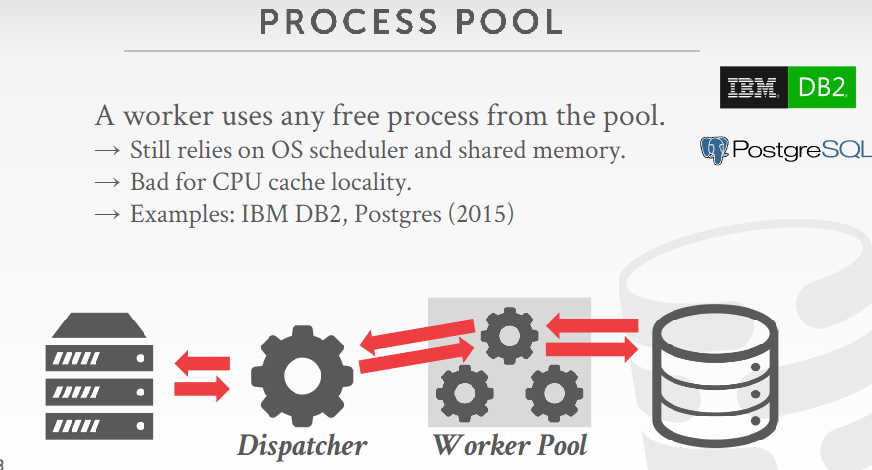 PROCESS POOL
IBM DB2
A worker uses any free process from the pool.
→ Still relies on OS scheduler and shared memory.
PostgreSQL
→ Bad for CPU cache locality.
→ Examples: IBM DB2, Postgres (2015)
Dispatcher
Worker Pool